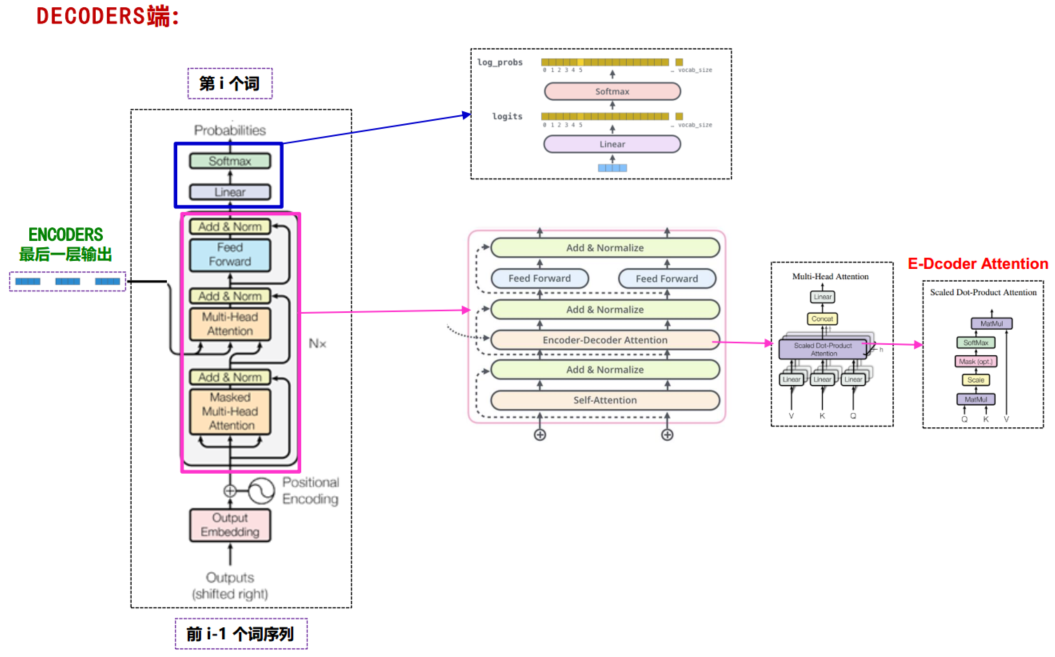 DECODERS端:
第 i 个词
Probabilities
Softmax
Linear
Add & Norm
Feed
Forward
Add & Norm
Multi-Head
Attention
Add & Norm
Masked
Multi-Head
Attention
N×
Positional
Encoding
Output
Embedding
Outputs
(shifted right)
前 i-1 个词序列
ENCODERS
最后一层输出
log_probs
0 1 2 3 4 5 … vocab_size
Softmax
logits
0 1 2 3 4 5 … vocab_size
Linear
Add & Normalize
Feed Forward Feed Forward
Add & Normalize
Encoder-Decoder Attention
Add & Normalize
Self-Attention
Multi-Head Attention
Linear
Concat
Scaled Dot-Product
Attention
h
Linear Linear Linear
V K Q
E-Dcoder Attention
Scaled Dot-Product Attention
MatMul
SoftMax
Mask (opt.)
Scale
MatMul
Q K V